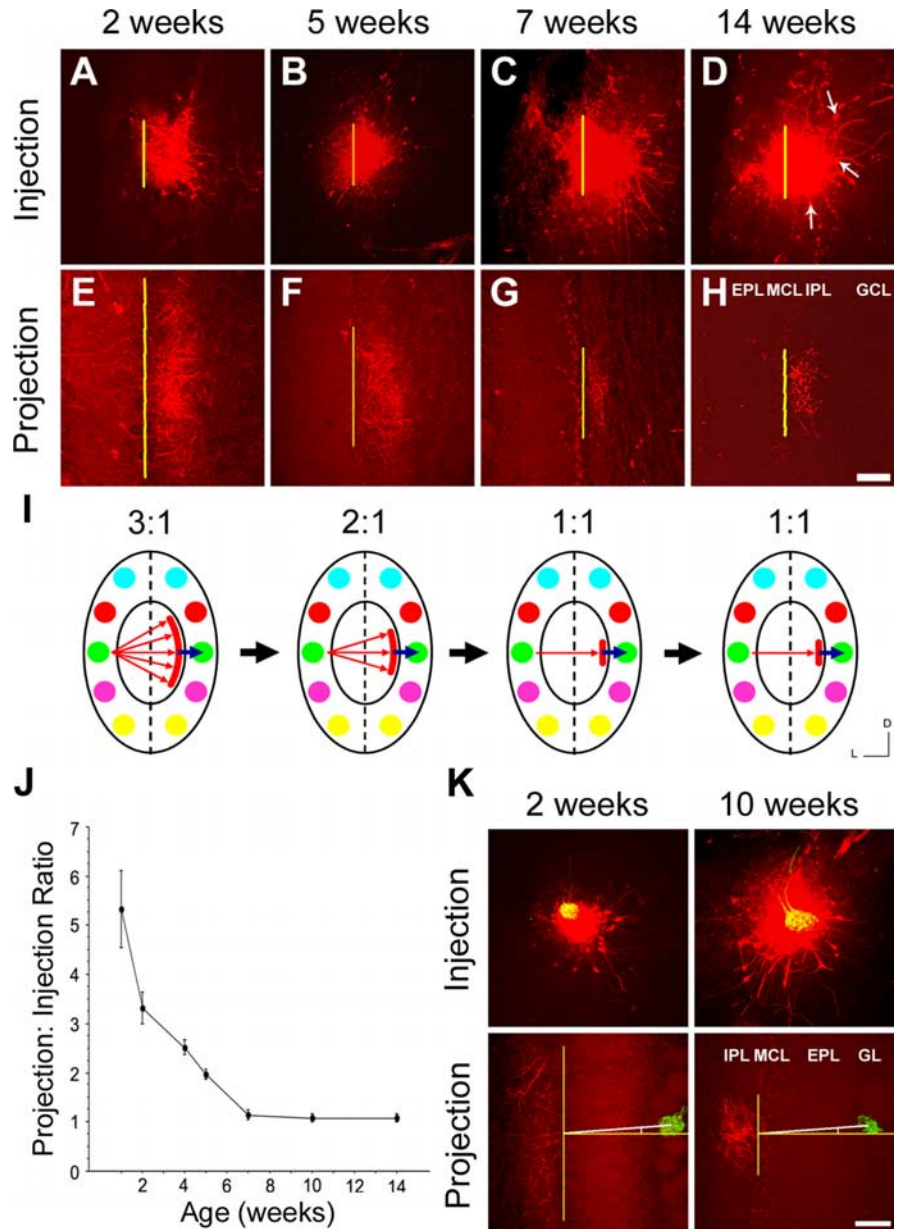 2 weeks 5 weeks 7 weeks 14 weeks
Injection
A B C D
Projection
E F G H
EPL MCL IPL GCL
I
3:1 2:1 1:1 1:1
D
L
J
Projection: Injection Ratio
7
6
5
4
3
2
1
0
2 4 6 8 10 12 14
Age (weeks)
K
2 weeks 10 weeks
Injection
Projection
IPL MCL EPL GL